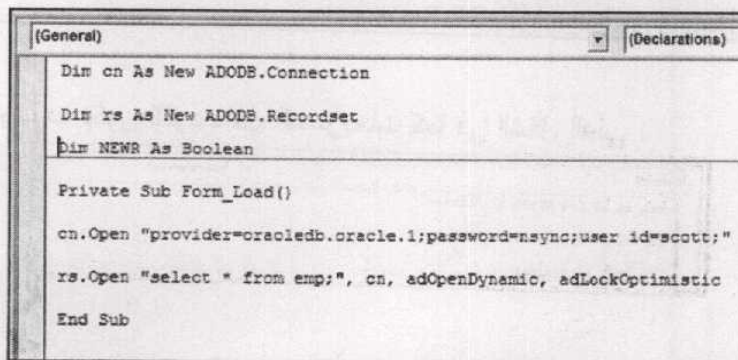 (General)
(Declarations)
Dim cn As New ADODB.Connection
Dim rs As New ADODB.Recordset
Dim NEWR As Boolean
Private Sub Form_Load()
cn.Open "provider=oraoledb.oracle.1;password=nsync;user id=scott;"
rs.Open "select * from emp;", cn, adOpenDynamic, adLockOptimistic
End Sub